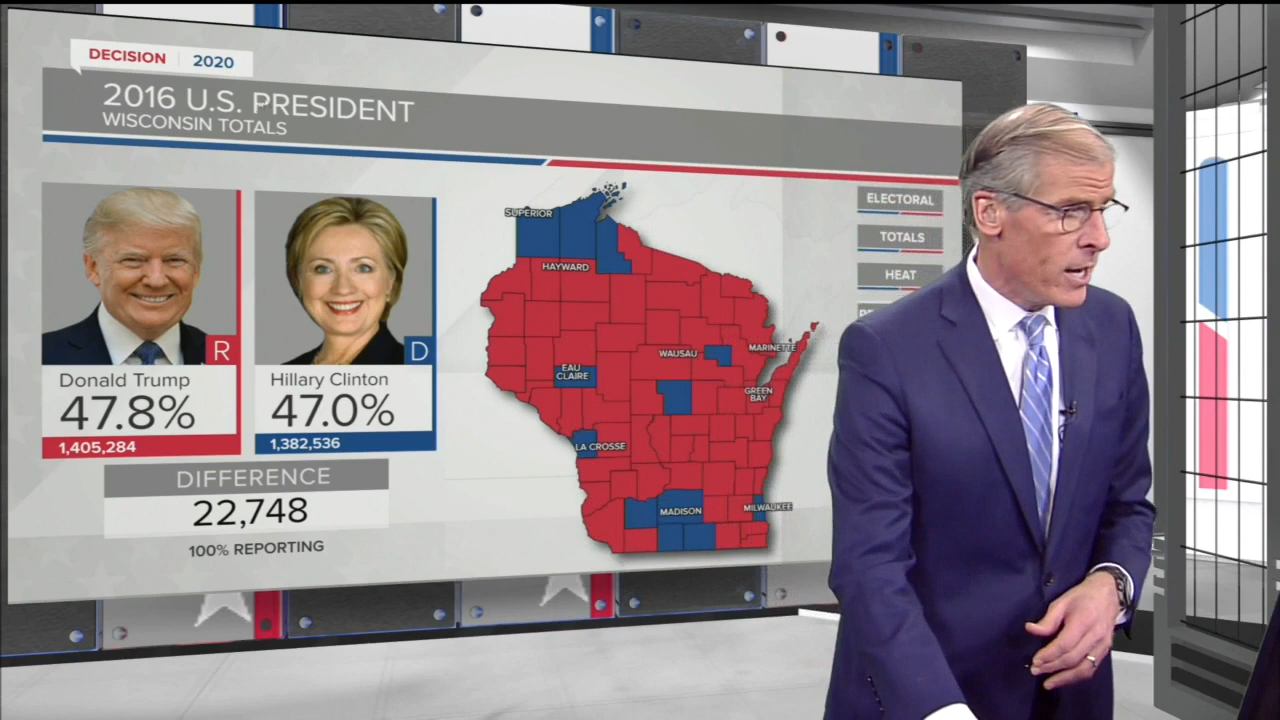 DECISION 2020
2016 U.S. PRESIDENT
WISCONSIN TOTALS
R
D
Donald Trump
47.8%
1,405,284
Hillary Clinton
47.0%
1,382,536
DIFFERENCE
22,748
100% REPORTING
SUPERIOR
HAYWARD
WAUSAU
MARINETTE
EAU
CLAIRE
GREEN
BAY
LA CROSSE
MADISON
MILWAUKEE
ELECTORAL
TOTALS
HEAT